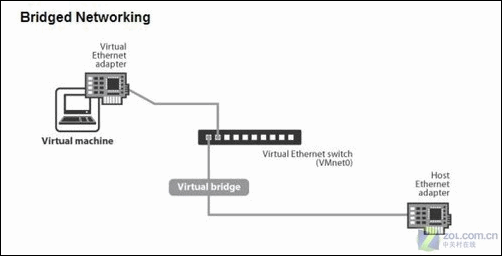 Bridged Networking
Virtual
Ethernet
adapter
Virtual machine
Virtual Ethernet switch
(VMnet0)
Virtual bridge
Host
Ethernet
adapter
ZOL.com.cn
中关村在线